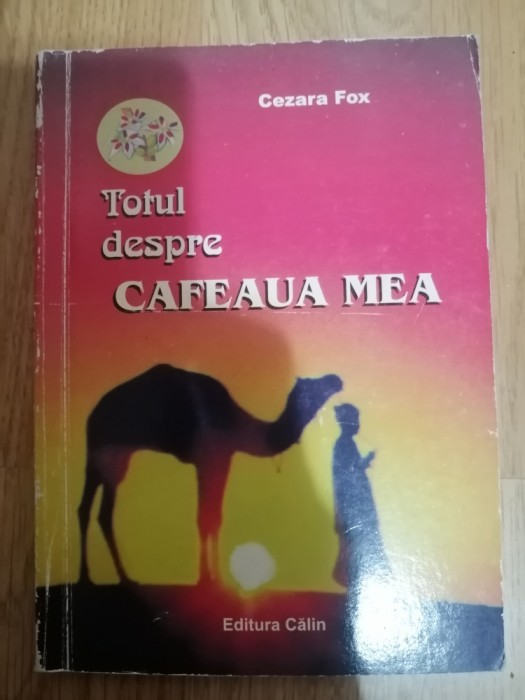 Cezara Fox
Totul
despre
CAFEAUA MEA
Editura Călin